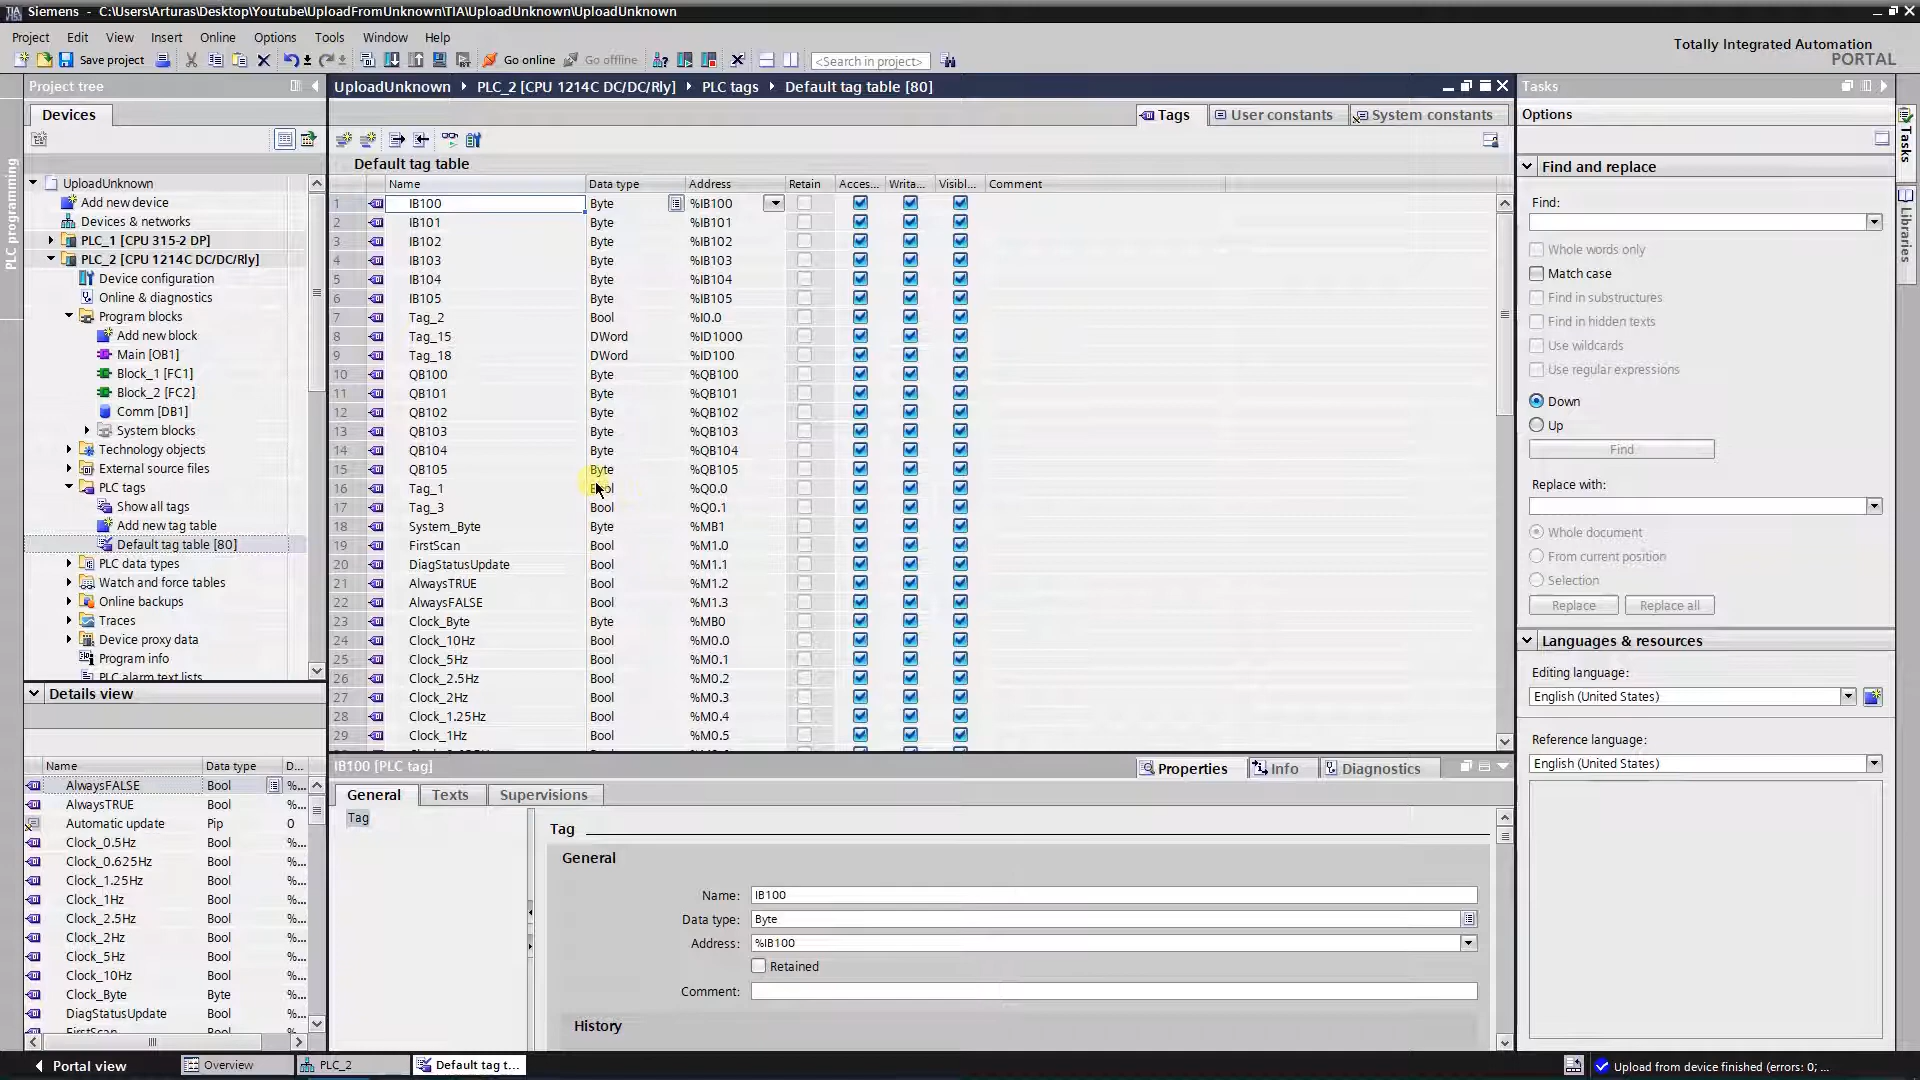 Siemens - C:\Users\Arturas\Desktop\Youtube\UploadFromUnknown\TIA\UploadUnknown\UploadUnknown
Project Edit View Insert Online Options Tools Window Help
Totally Integrated Automation
PORTAL
Save project Go online Go offline <Search in project>
Project tree
Devices
PLC programming
UploadUnknown
Add new device
Devices & networks
PLC_1 [CPU 315-2 DP]
PLC_2 [CPU 1214C DC/DC/Rly]
Device configuration
Online & diagnostics
Program blocks
Add new block
Main [OB1]
Block_1 [FC1]
Block_2 [FC2]
Comm [DB1]
System blocks
Technology objects
External source files
PLC tags
Show all tags
Add new tag table
Default tag table [80]
PLC data types
Watch and force tables
Online backups
Traces
Device proxy data
Program info
PLC alarm text lists
Details view
Name Data type D...
AlwaysFALSE Bool %...
AlwaysTRUE Bool %...
Automatic update Pip 0
Clock_0.5Hz Bool %...
Clock_0.625Hz Bool %...
Clock_1.25Hz Bool %...
Clock_1Hz Bool %...
Clock_2.5Hz Bool %...
Clock_2Hz Bool %...
Clock_5Hz Bool %...
Clock_10Hz Bool %...
Clock_Byte Byte %...
DiagStatusUpdate Bool %...
FirstScan Bool %...
UploadUnknown PLC_2 [CPU 1214C DC/DC/Rly] PLC tags Default tag table [80]
Tags User constants System constants
Default tag table
Name Data type Address Retain Acces... Writa... Visibl... Comment
1 IB100 Byte %IB100
2 IB101 Byte %IB101
3 IB102 Byte %IB102
4 IB103 Byte %IB103
5 IB104 Byte %IB104
6 IB105 Byte %IB105
7 Tag_2 Bool %I0.0
8 Tag_15 DWord %ID1000
9 Tag_18 DWord %ID100
10 QB100 Byte %QB100
11 QB101 Byte %QB101
12 QB102 Byte %QB102
13 QB103 Byte %QB103
14 QB104 Byte %QB104
15 QB105 Byte %QB105
16 Tag_1 Bool %Q0.0
17 Tag_3 Bool %Q0.1
18 System_Byte Byte %MB1
19 FirstScan Bool %M1.0
20 DiagStatusUpdate Bool %M1.1
21 AlwaysTRUE Bool %M1.2
22 AlwaysFALSE Bool %M1.3
23 Clock_Byte Byte %MB0
24 Clock_10Hz Bool %M0.0
25 Clock_5Hz Bool %M0.1
26 Clock_2.5Hz Bool %M0.2
27 Clock_2Hz Bool %M0.3
28 Clock_1.25Hz Bool %M0.4
29 Clock_1Hz Bool %M0.5
IB100 [PLC tag]
Properties Info Diagnostics
General Texts Supervisions
Tag
Tag
General
Name: IB100
Data type: Byte
Address: %IB100
Retained
Comment:
History
Tasks
Options
Find and replace
Find:
Whole words only
Match case
Find in substructures
Find in hidden texts
Use wildcards
Use regular expressions
Down
Up
Find
Replace with:
Whole document
From current position
Selection
Replace Replace all
Languages & resources
Editing language:
English (United States)
Reference language:
English (United States)
Tasks
Libraries
Portal view Overview PLC_2 Default tag t... Upload from device finished (errors: 0; ...